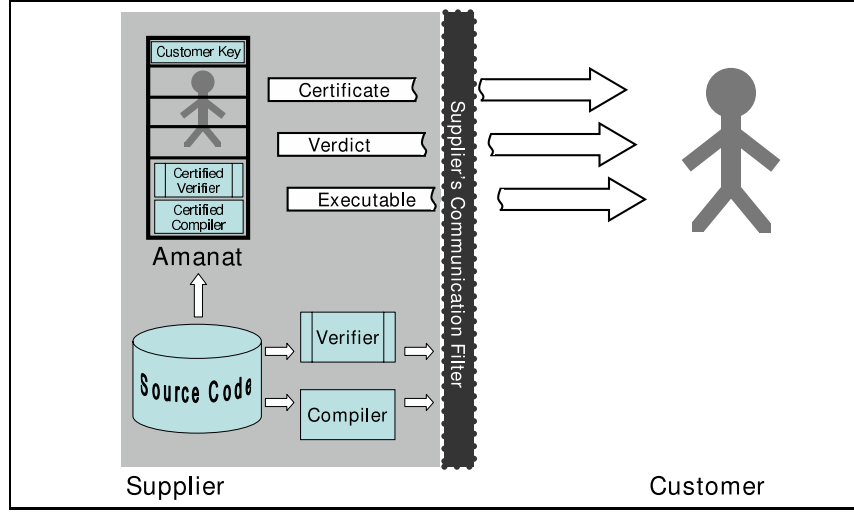 Customer Key
Certified
Verifier
Certified
Compiler
Amanat
Certificate
Verdict
Executable
Supplier's Communication Filter
Source Code
Verifier
Compiler
Supplier
Customer